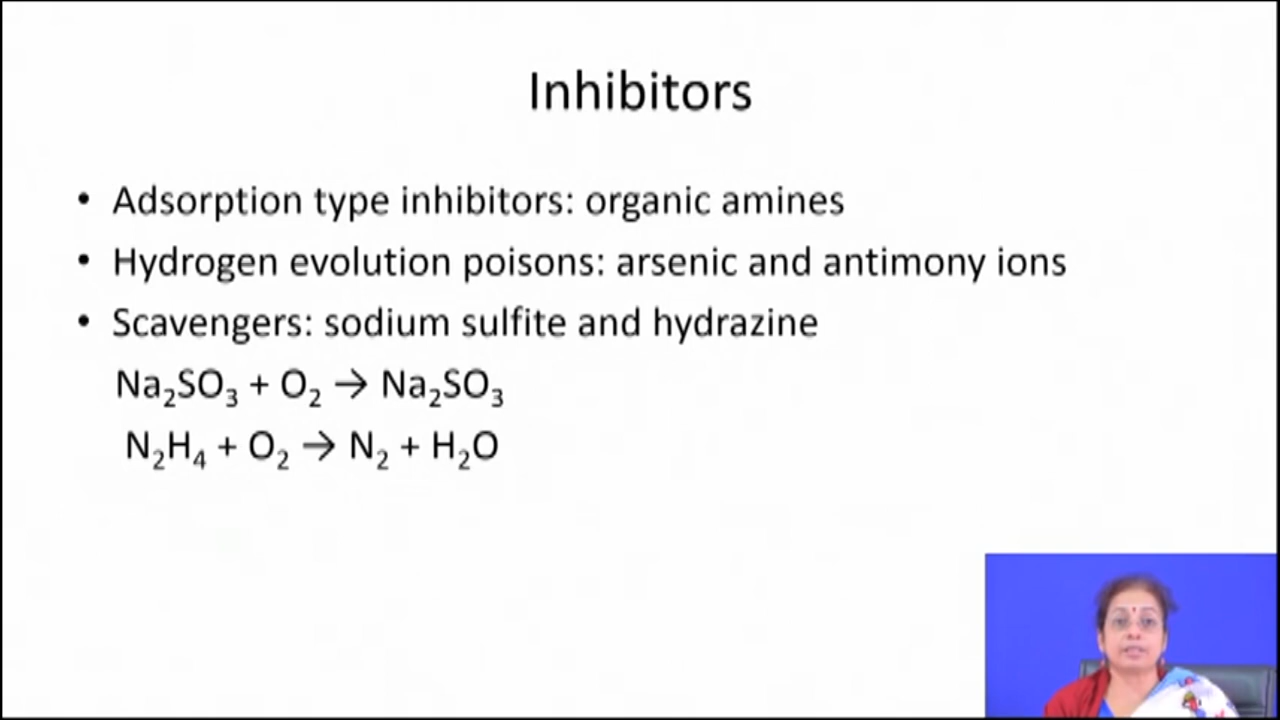 Inhibitors
• Adsorption type inhibitors: organic amines
• Hydrogen evolution poisons: arsenic and antimony ions
• Scavengers: sodium sulfite and hydrazine
Na₂SO₃ + O₂ → Na₂SO₃
N₂H₄ + O₂ → N₂ + H₂O